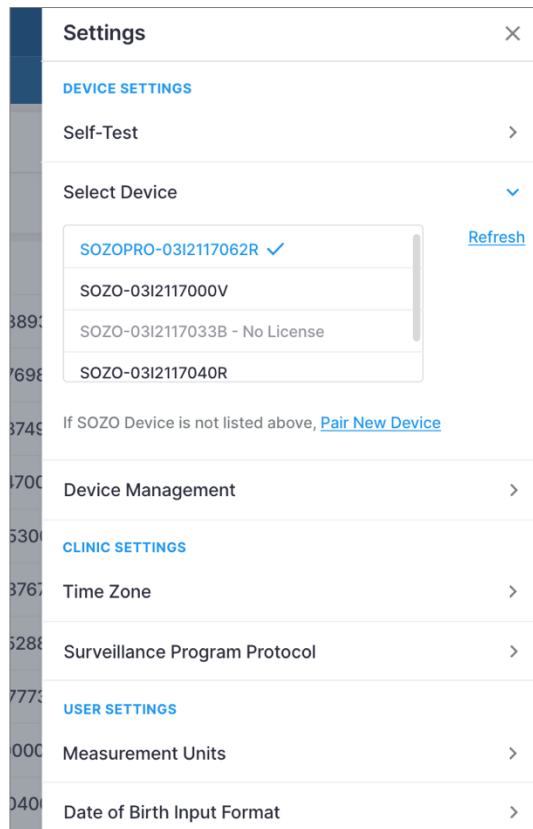 Settings
DEVICE SETTINGS
Self-Test
Select Device
SOZOPRO-03I2117062R
Refresh
SOZO-03I2117000V
SOZO-03I2117033B - No License
SOZO-03I2117040R
If SOZO Device is not listed above, Pair New Device
Device Management
CLINIC SETTINGS
Time Zone
Surveillance Program Protocol
USER SETTINGS
Measurement Units
Date of Birth Input Format